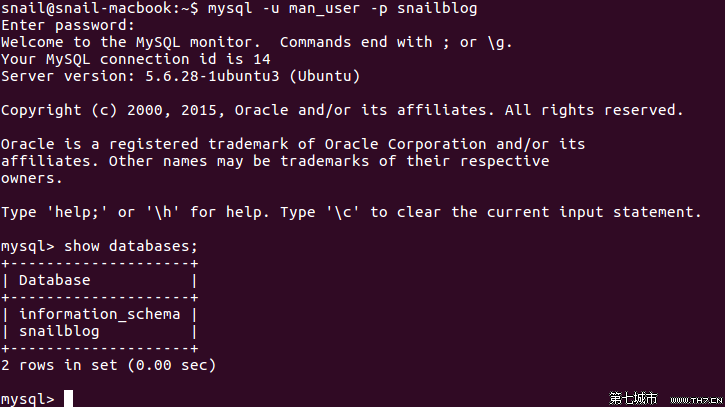 snail@snail-macbook:~$ mysql -u man_user -p snailblog
Enter password:
Welcome to the MySQL monitor.  Commands end with ; or \g.
Your MySQL connection id is 14
Server version: 5.6.28-1ubuntu3 (Ubuntu)
Copyright (c) 2000, 2015, Oracle and/or its affiliates. All rights reserved.
Oracle is a registered trademark of Oracle Corporation and/or its
affiliates. Other names may be trademarks of their respective
owners.
Type 'help;' or '\h' for help. Type '\c' to clear the current input statement.
mysql> show databases;
+--------------------+
| Database           |
+--------------------+
| information_schema |
| snailblog          |
+--------------------+
2 rows in set (0.00 sec)
mysql>
第七城市 WWW.TH7.CN